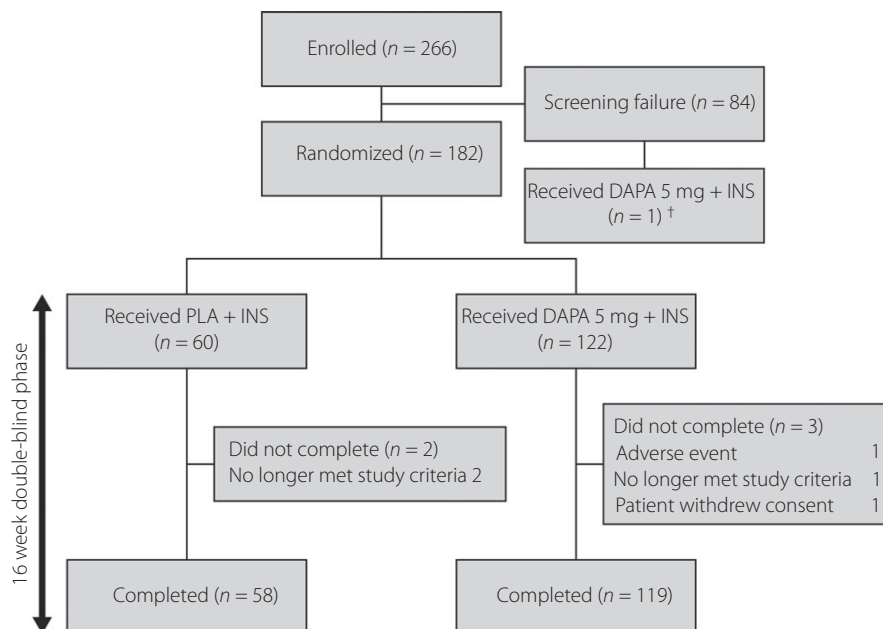 Enrolled (n = 266)
Screening failure (n = 84)
Randomized (n = 182)
Received DAPA 5 mg + INS
(n = 1) †
16 week double-blind phase
Received PLA + INS
(n = 60)
Received DAPA 5 mg + INS
(n = 122)
Did not complete (n = 2)
No longer met study criteria 2
Did not complete (n = 3)
Adverse event 1
No longer met study criteria 1
Patient withdrew consent 1
Completed (n = 58)
Completed (n = 119)